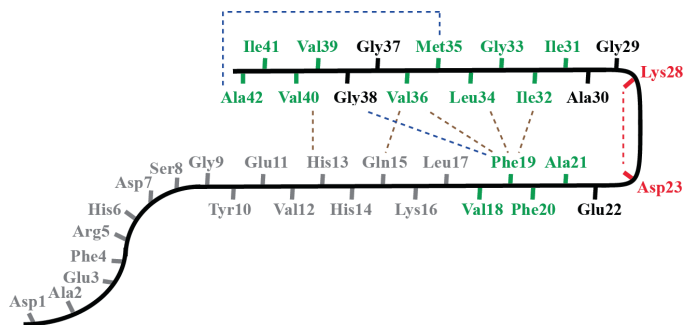 Ile41 Val39 Gly37 Met35 Gly33 Ile31 Gly29
Lys28
Ala42 Val40 Gly38 Val36 Leu34 Ile32 Ala30
Ser8 Gly9 Glu11 His13 Gln15 Leu17 Phe19 Ala21
Asp7
Asp23
His6 Tyr10 Val12 His14 Lys16 Val18 Phe20 Glu22
Arg5
Phe4
Glu3
Ala2
Asp1